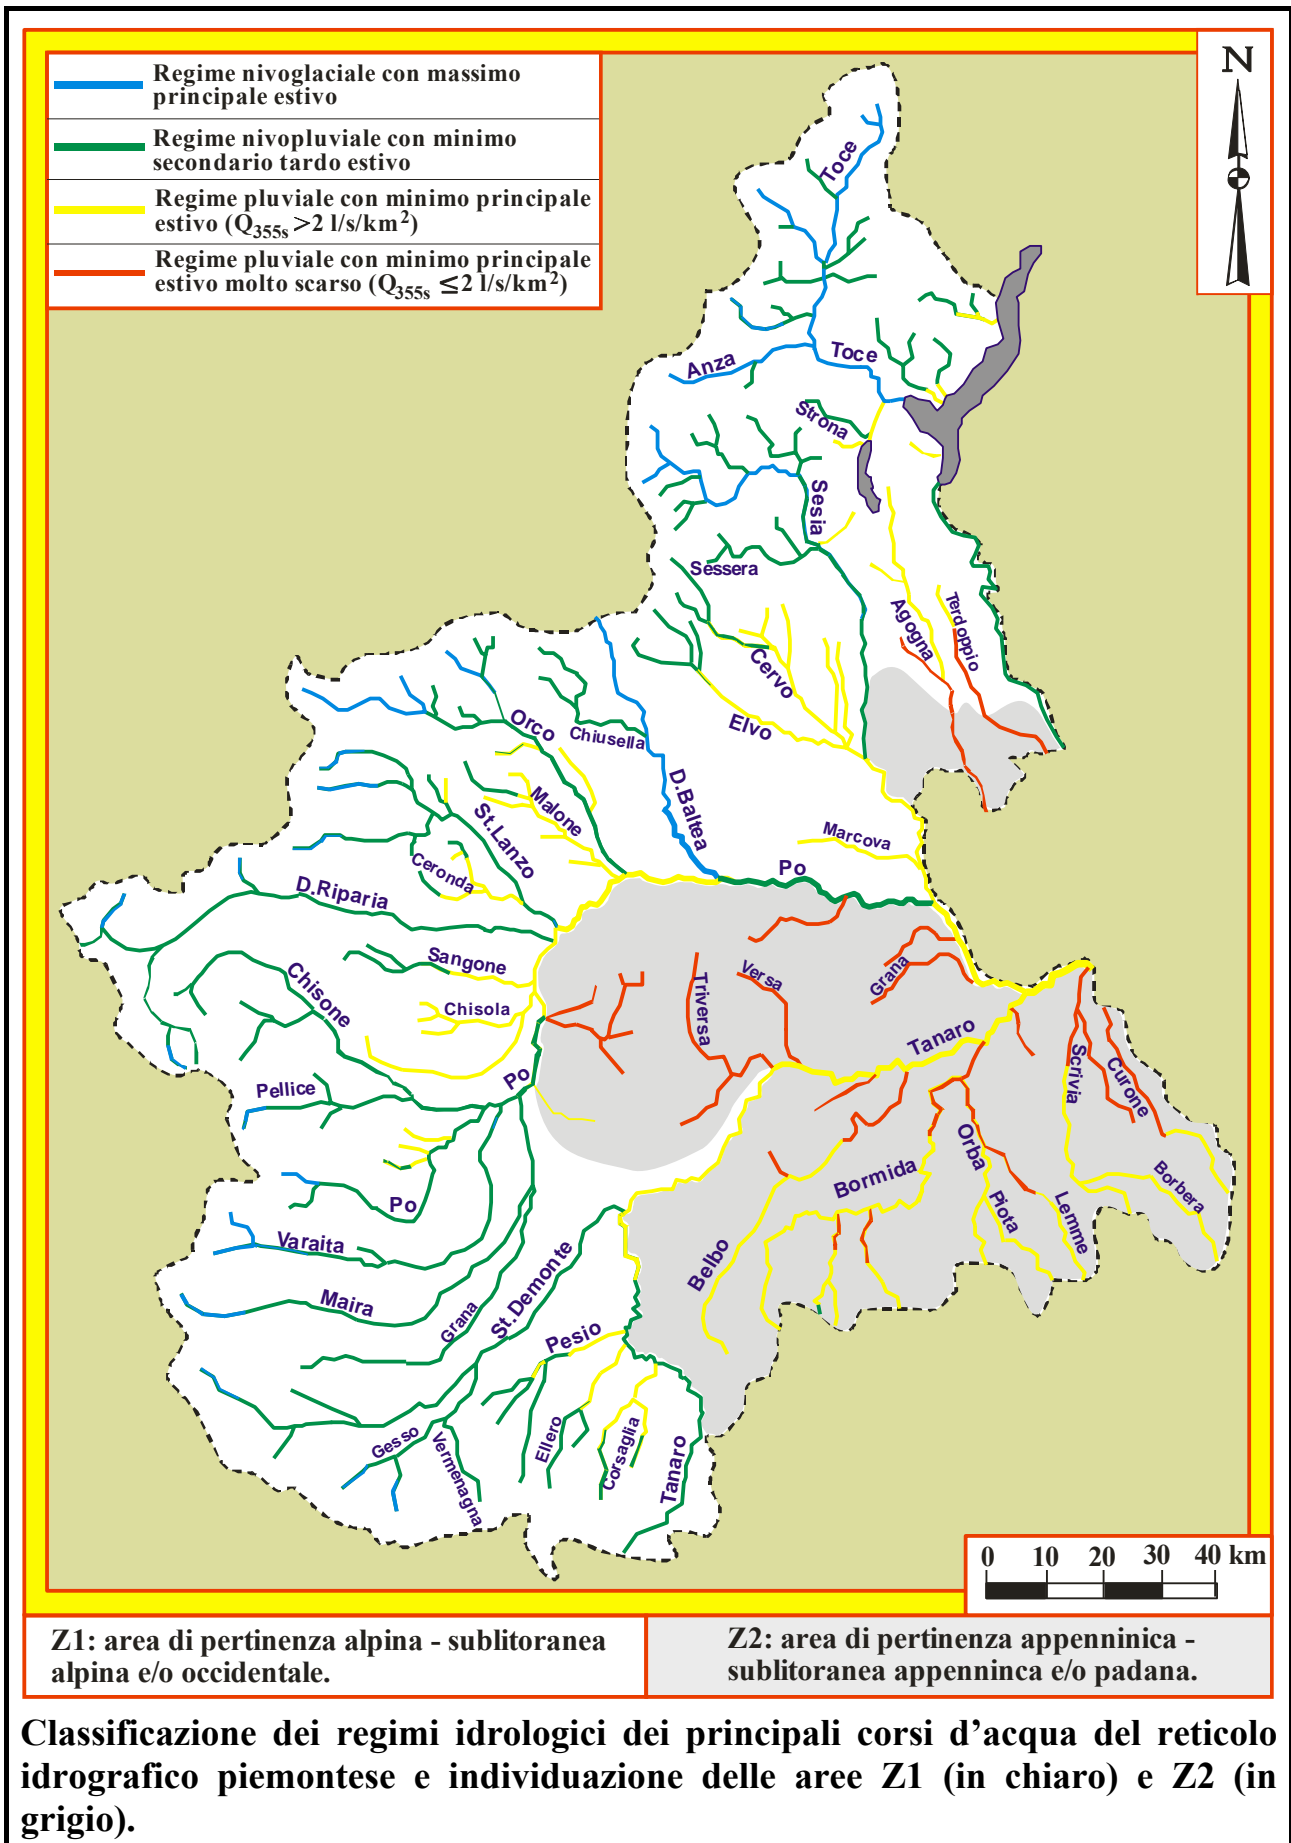 Regime nivoglaciale con massimo
principale estivo
Regime nivopluviale con minimo
secondario tardo estivo
Regime pluviale con minimo principale
estivo (Q355s >2 l/s/km²)
Regime pluviale con minimo principale
estivo molto scarso (Q355s ≤2 l/s/km²)
N
Toce
Anza
Toce
Strona
Sesia
Sessera
Agogna
Terdoppio
Cervo
Elvo
Orco
Chiusella
D.Baltea
Malone
St.Lanzo
Ceronda
Marcova
Po
D.Riparia
Sangone
Chisone
Chisola
Triversa
Versa
Grana
Tanaro
Scrivia
Curone
Po
Pellice
Orba
Bormida
Borbera
Piota
Lemme
Po
Varaita
Belbo
Maira
Grana
St.Demonte
Pesio
Gesso
Vermenagna
Ellero
Corsaglia
Tanaro
0 10 20 30 40 km
Z1: area di pertinenza alpina - sublitoranea
alpina e/o occidentale.
Z2: area di pertinenza appenninica -
sublitoranea appenninca e/o padana.
Classificazione dei regimi idrologici dei principali corsi d’acqua del reticolo
idrografico piemontese e individuazione delle aree Z1 (in chiaro) e Z2 (in
grigio).